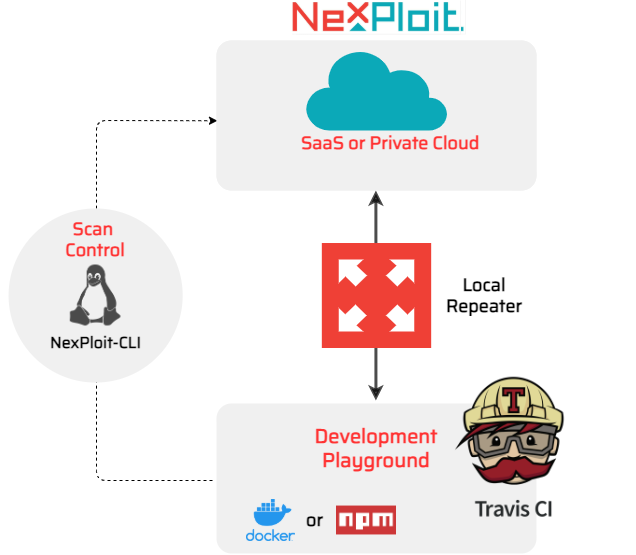 NeXPloit.
SaaS or Private Cloud
Scan
Control
NexPloit-CLI
Local
Repeater
Development
Playground
T
Travis CI
docker
or
npm